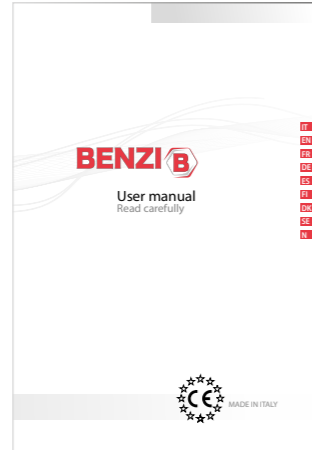 BENZI B
User manual
Read carefully
IT
EN
FR
DE
ES
FI
DK
SE
N
CE MADE IN ITALY